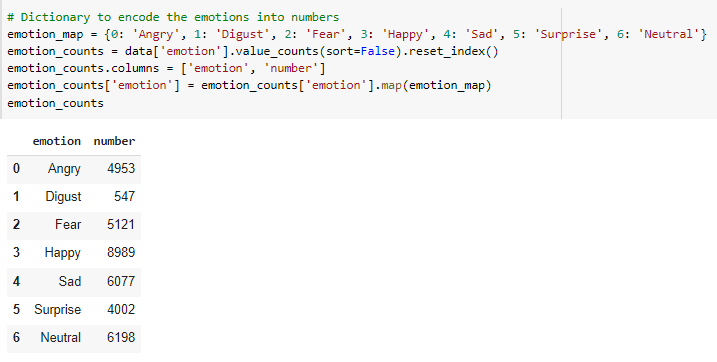 # Dictionary to encode the emotions into numbers
emotion_map = {0: 'Angry', 1: 'Digust', 2: 'Fear', 3: 'Happy', 4: 'Sad', 5: 'Surprise', 6: 'Neutral'}
emotion_counts = data['emotion'].value_counts(sort=False).reset_index()
emotion_counts.columns = ['emotion', 'number']
emotion_counts['emotion'] = emotion_counts['emotion'].map(emotion_map)
emotion_counts
emotion number
0 Angry 4953
1 Digust 547
2 Fear 5121
3 Happy 8989
4 Sad 6077
5 Surprise 4002
6 Neutral 6198